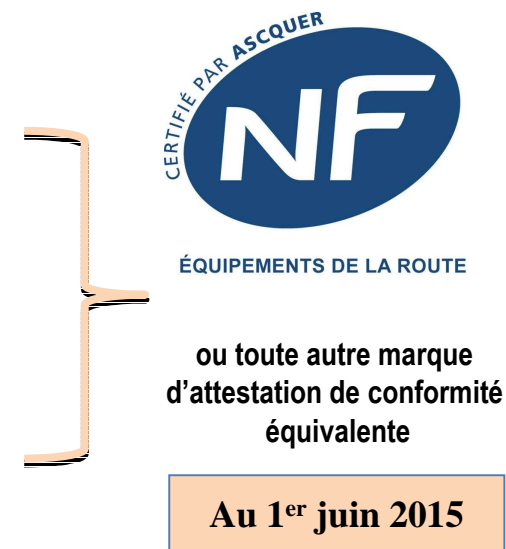 CERTIFIÉ PAR ASCQUER
NF
ÉQUIPEMENTS DE LA ROUTE
ou toute autre marque
d'attestation de conformité
équivalente
Au 1er juin 2015